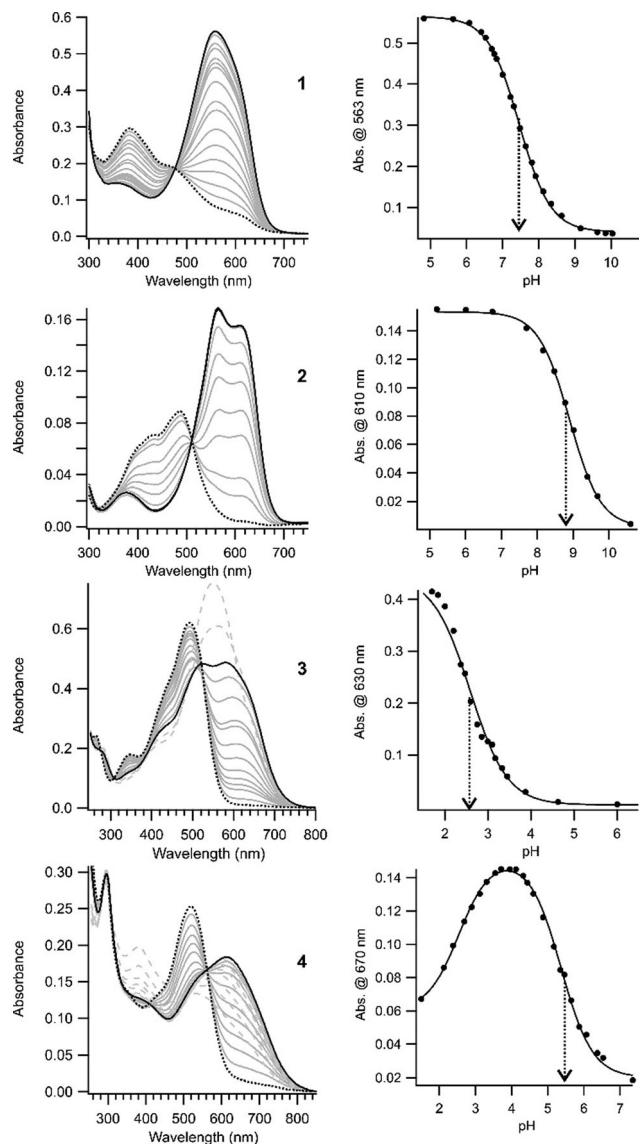 0.6
0.5
0.4
0.3
0.2
0.1
0.0
Absorbance
1
300 400 500 600 700
Wavelength (nm)
0.5
0.4
0.3
0.2
0.1
Abs. @ 563 nm
5 6 7 8 9 10
pH
0.16
0.12
0.08
0.04
0.00
Absorbance
2
300 400 500 600 700
Wavelength (nm)
0.14
0.12
0.10
0.08
0.06
0.04
0.02
Abs. @ 610 nm
5 6 7 8 9 10
pH
0.6
0.4
0.2
0.0
Absorbance
3
300 400 500 600 700 800
Wavelength (nm)
0.4
0.3
0.2
0.1
Abs. @ 630 nm
2 3 4 5 6
pH
0.30
0.25
0.20
0.15
0.10
0.05
0.00
Absorbance
4
300 400 500 600 700 800
Wavelength (nm)
0.14
0.12
0.10
0.08
0.06
0.04
0.02
Abs. @ 670 nm
2 3 4 5 6 7
pH